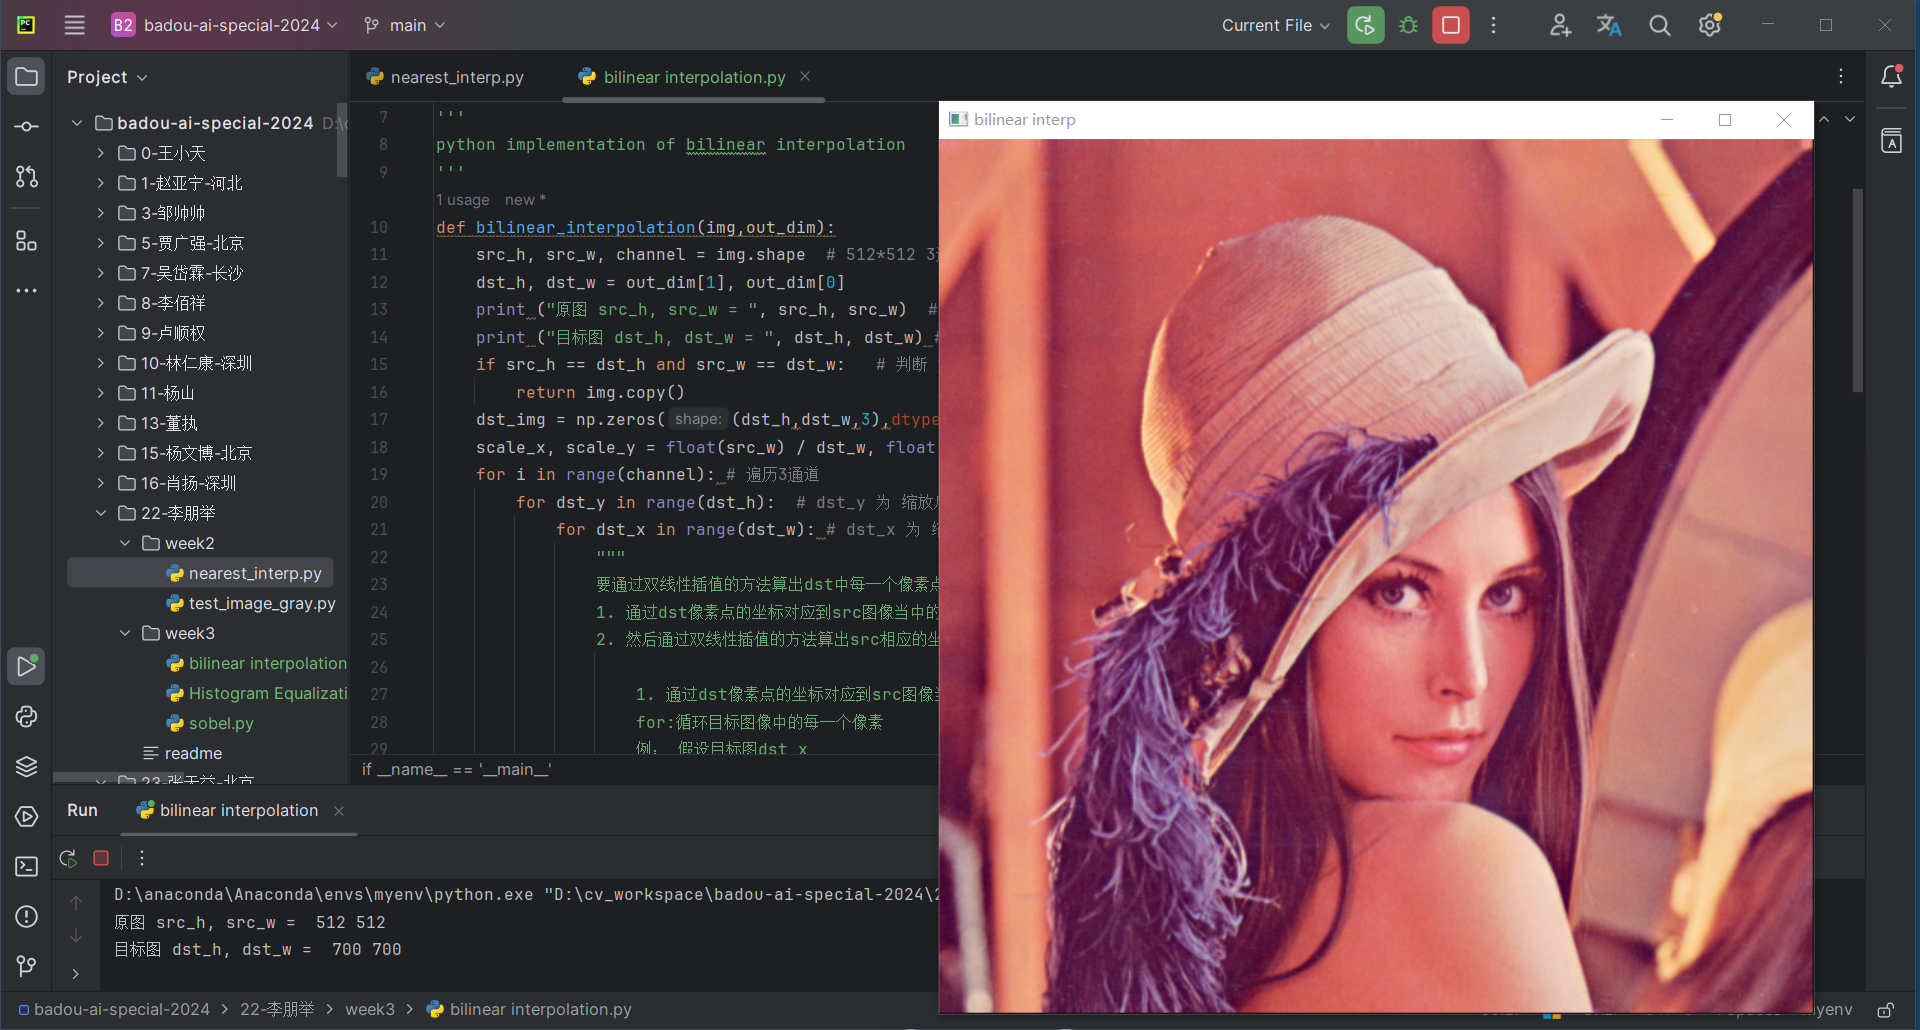 B2 badou-ai-special-2024 main Current File
Project
nearest_interp.py bilinear interpolation.py
badou-ai-special-2024
0-王小天
1-赵亚宁-河北
3-邹帅帅
5-贾广强-北京
7-吴岱霖-长沙
8-李佰祥
9-卢顺权
10-林仁康-深圳
11-杨山
13-董执
15-杨文博-北京
16-肖扬-深圳
22-李朋举
week2
nearest_interp.py
test_image_gray.py
week3
bilinear interpolation
Histogram Equalizati
sobel.py
readme
7 '''
8 python implementation of bilinear interpolation
9 '''
1 usage new *
10 def bilinear_interpolation(img,out_dim):
11 src_h, src_w, channel = img.shape # 512*512 3
12 dst_h, dst_w = out_dim[1], out_dim[0]
13 print ("原图 src_h, src_w = ", src_h, src_w) #
14 print ("目标图 dst_h, dst_w = ", dst_h, dst_w) #
15 if src_h == dst_h and src_w == dst_w: # 判断
16 return img.copy()
17 dst_img = np.zeros( shape: (dst_h,dst_w,3),dtype
18 scale_x, scale_y = float(src_w) / dst_w, float
19 for i in range(channel): # 遍历3通道
20 for dst_y in range(dst_h): # dst_y 为 缩放
21 for dst_x in range(dst_w): # dst_x 为
22 """
23 要通过双线性插值的方法算出dst中每一个像素点
24 1. 通过dst像素点的坐标对应到src图像当中的
25 2. 然后通过双线性插值的方法算出src相应的坐
26
27 1. 通过dst像素点的坐标对应到src图像
28 for:循环目标图像中的每一个像素
29 例: 假设目标图dst_x
if __name__ == '__main__'
bilinear interp
Run bilinear interpolation
D:\anaconda\Anaconda\envs\myenv\python.exe "D:\cv_workspace\badou-ai-special-2024\2
原图 src_h, src_w = 512 512
目标图 dst_h, dst_w = 700 700
badou-ai-special-2024 > 22-李朋举 > week3 > bilinear interpolation.py